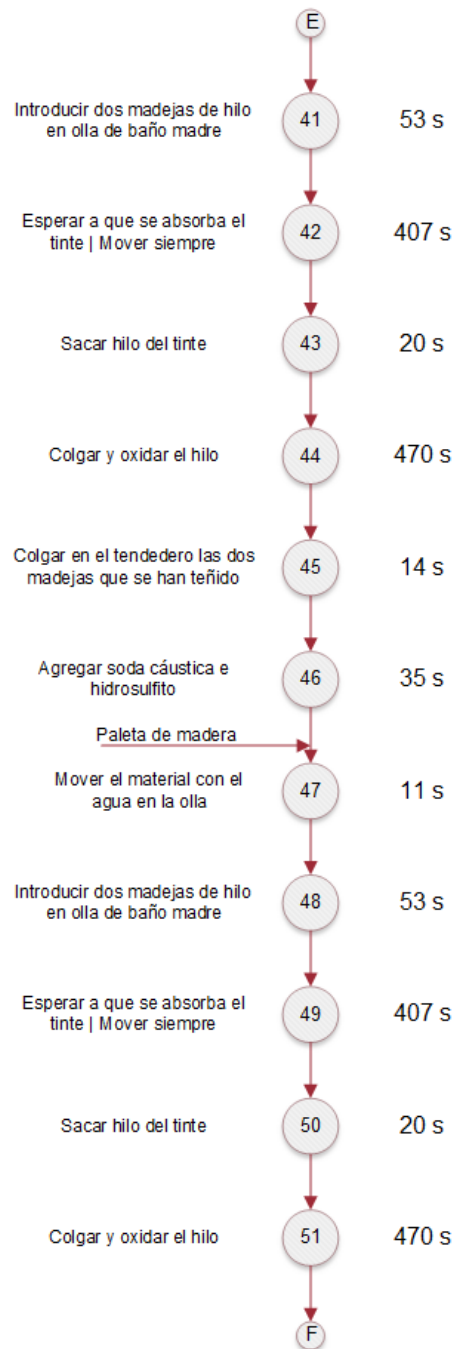 E
Introducir dos madejas de hilo
en olla de baño madre
41
53 s
Esperar a que se absorba el
tinte | Mover siempre
42
407 s
Sacar hilo del tinte
43
20 s
Colgar y oxidar el hilo
44
470 s
Colgar en el tendedero las dos
madejas que se han teñido
45
14 s
Agregar soda cáustica e
hidrosulfito
46
35 s
Paleta de madera
Mover el material con el
agua en la olla
47
11 s
Introducir dos madejas de hilo
en olla de baño madre
48
53 s
Esperar a que se absorba el
tinte | Mover siempre
49
407 s
Sacar hilo del tinte
50
20 s
Colgar y oxidar el hilo
51
470 s
F